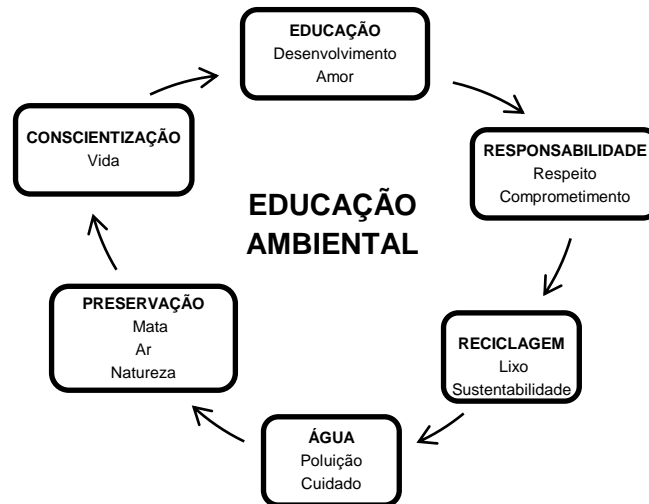 EDUCAÇÃO
Desenvolvimento
Amor
RESPONSABILIDADE
Respeito
Comprometimento
RECICLAGEM
Lixo
Sustentabilidade
ÁGUA
Poluição
Cuidado
PRESERVAÇÃO
Mata
Ar
Natureza
CONSCIENTIZAÇÃO
Vida
EDUCAÇÃO
AMBIENTAL